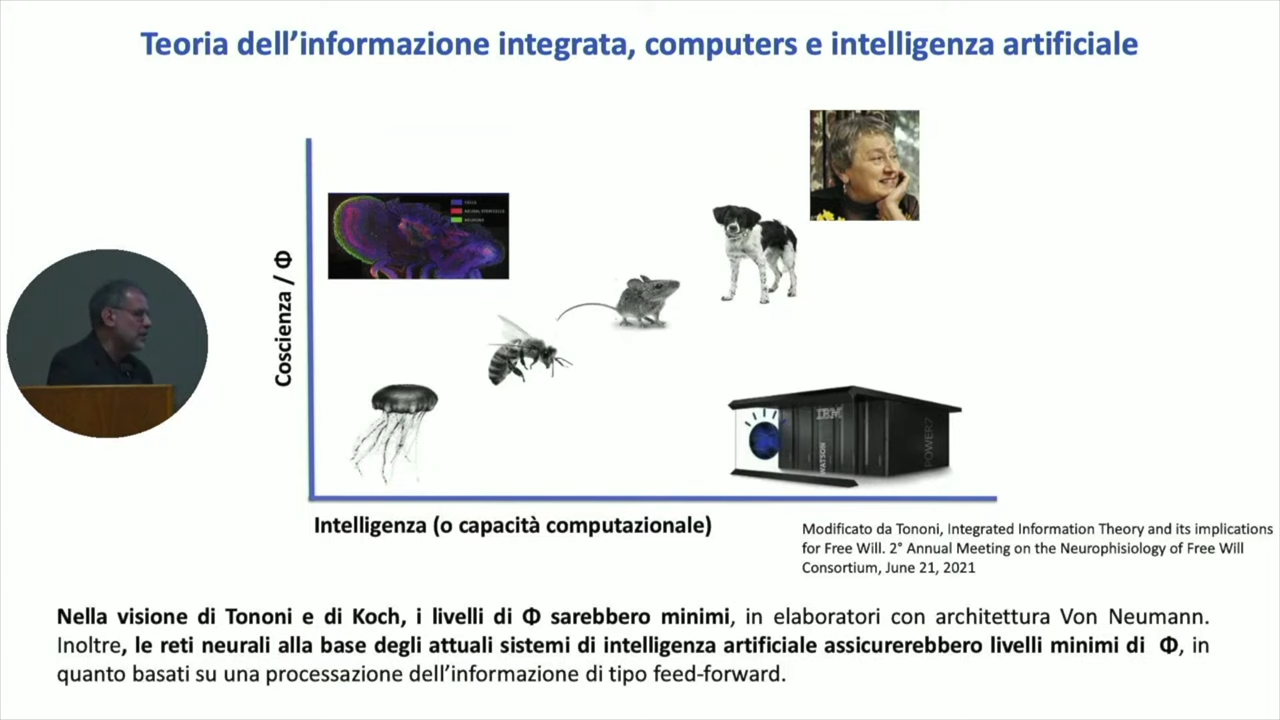 Teoria dell'informazione integrata, computers e intelligenza artificiale
Coscienza / Φ
IBM
WATSON
POWER7
Intelligenza (o capacità computazionale)
Modificato da Tononi, Integrated Information Theory and its implications
for Free Will. 2° Annual Meeting on the Neurophisiology of Free Will
Consortium, June 21, 2021
Nella visione di Tononi e di Koch, i livelli di Φ sarebbero minimi, in elaboratori con architettura Von Neumann.
Inoltre, le reti neurali alla base degli attuali sistemi di intelligenza artificiale assicurerebbero livelli minimi di Φ, in
quanto basati su una processazione dell'informazione di tipo feed-forward.